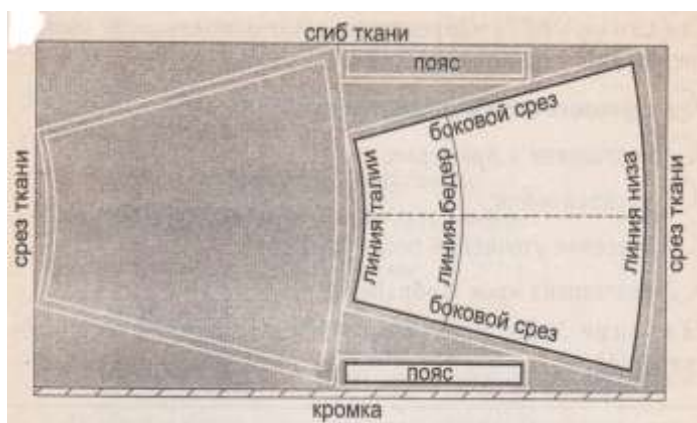 сгиб ткани
пояс
боковой срез
срез ткани
линия талии
линия бедер
линия низа
срез ткани
боковой срез
пояс
кромка